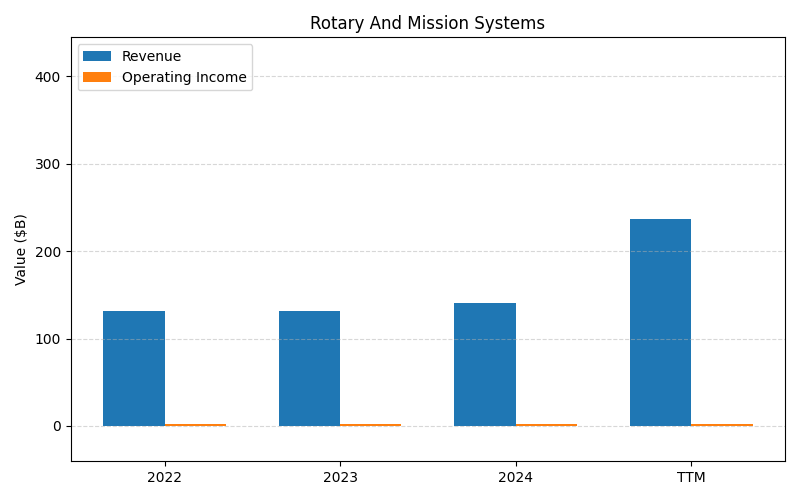 Rotary And Mission Systems
Revenue
Operating Income
Value ($B)
400
300
200
100
0
2022 2023 2024 TTM